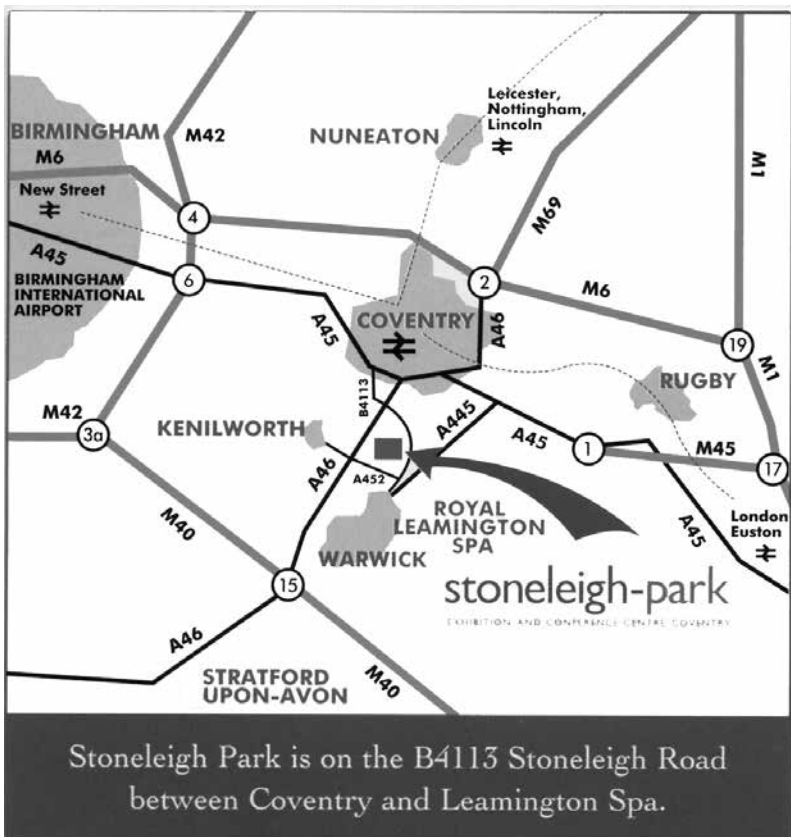 BIRMINGHAM
M42
NUNEATON
Leicester,
Nottingham,
Lincoln
M6
New Street
4
M69
M1
A45
BIRMINGHAM
INTERNATIONAL
AIRPORT
6
2
M6
A45
COVENTRY
A46
19
M1
RUGBY
B4113
M42
3a
KENILWORTH
A445
A45
1
M45
17
A46
A452
M40
ROYAL
LEAMINGTON
SPA
WARWICK
A45
London
Euston
15
stoneleigh-park
EXHIBITION AND CONFERENCE CENTRE COVENTRY
A46
STRATFORD
UPON-AVON
M40
Stoneleigh Park is on the B4113 Stoneleigh Road
between Coventry and Leamington Spa.